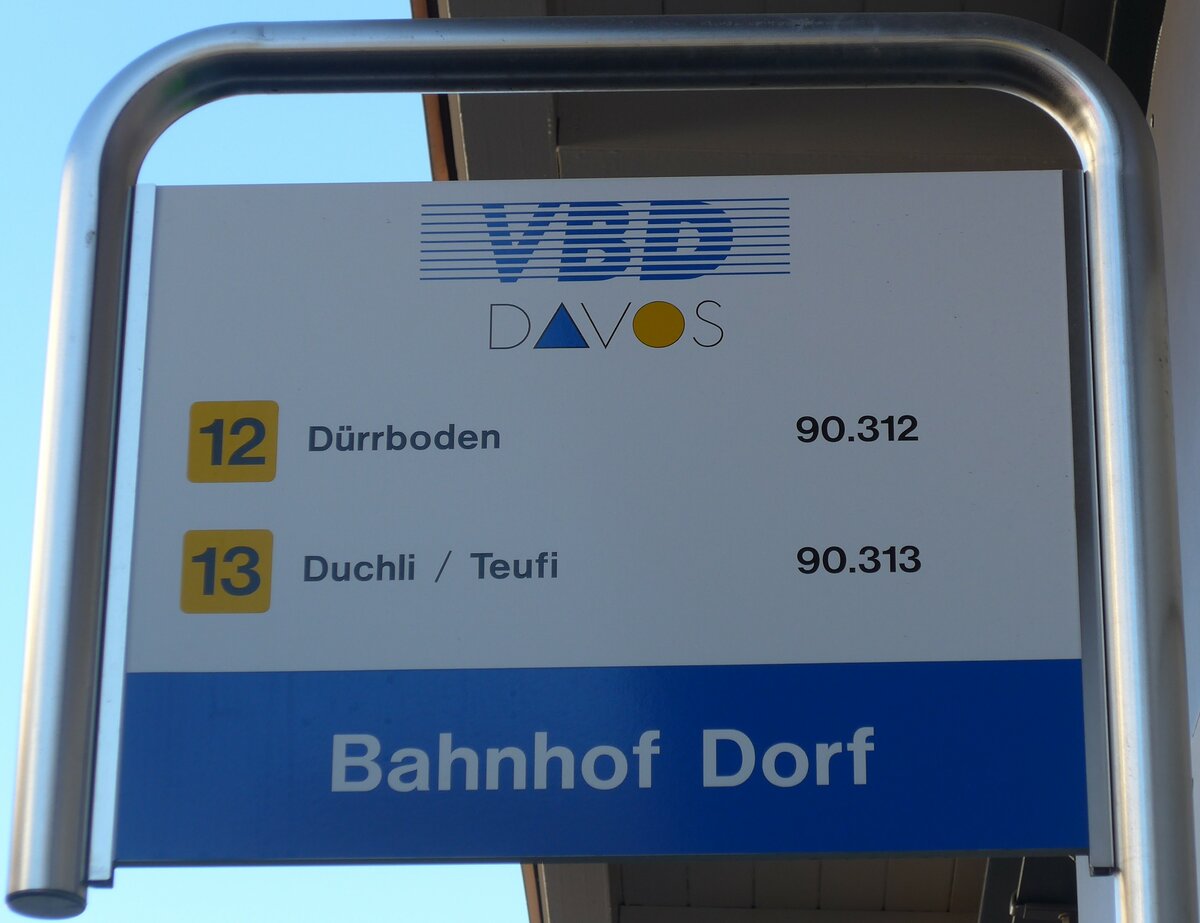 VBD
DAVOS
12 Dürrboden 90.312
13 Duchli / Teufi 90.313
Bahnhof Dorf